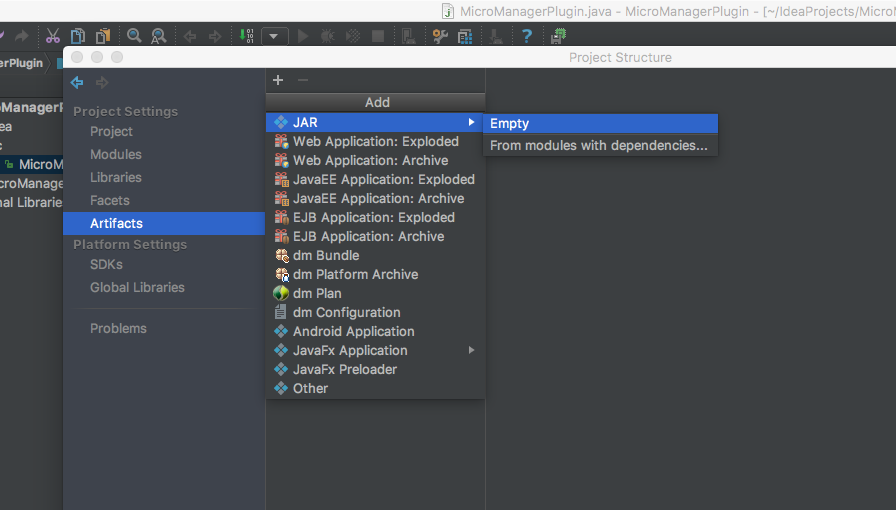 MicroManagerPlugin.java - MicroManagerPlugin - [~/IdeaProjects/Micro
erPlugin
Project Structure
oManagerP
ea
c
MicroM
croManage
nal Librarie
Project Settings
Project
Modules
Libraries
Facets
Artifacts
Platform Settings
SDKs
Global Libraries
Problems
Add
JAR
Web Application: Exploded
Web Application: Archive
JavaEE Application: Exploded
JavaEE Application: Archive
EJB Application: Exploded
EJB Application: Archive
dm Bundle
dm Platform Archive
dm Plan
dm Configuration
Android Application
JavaFx Application
JavaFx Preloader
Other
Empty
From modules with dependencies...